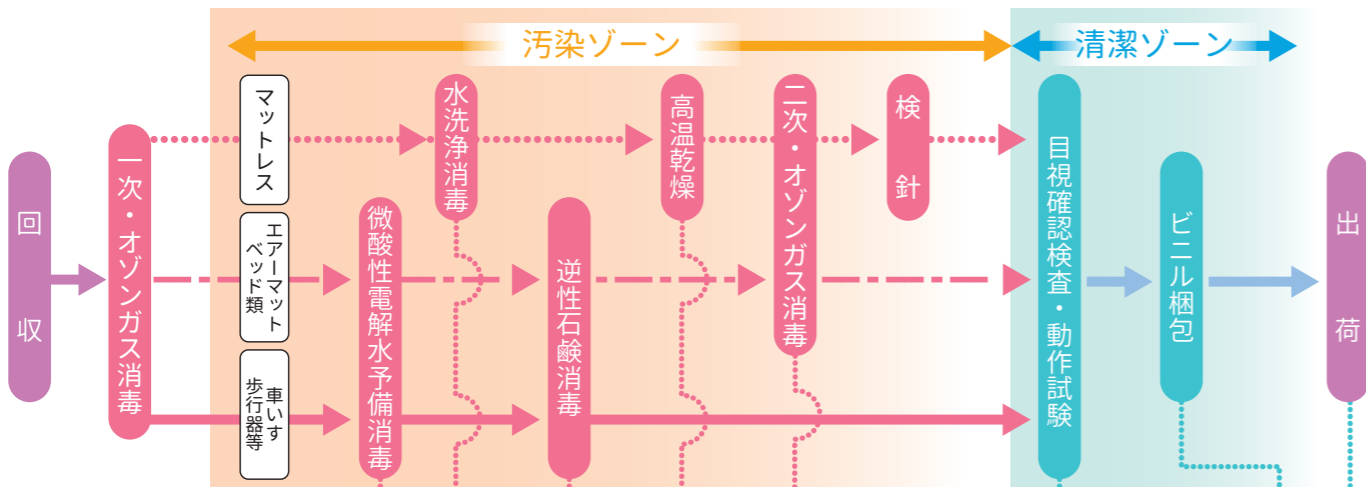 汚染ゾーン
清潔ゾーン
回収
一次・オゾンガス消毒
マットレス
エアーマット
ベッド類
車いす
歩行器等
微酸性電解水予備消毒
水洗浄消毒
逆性石鹸消毒
高温乾燥
二次・オゾンガス消毒
検針
目視確認検査・動作試験
ビニル梱包
出荷